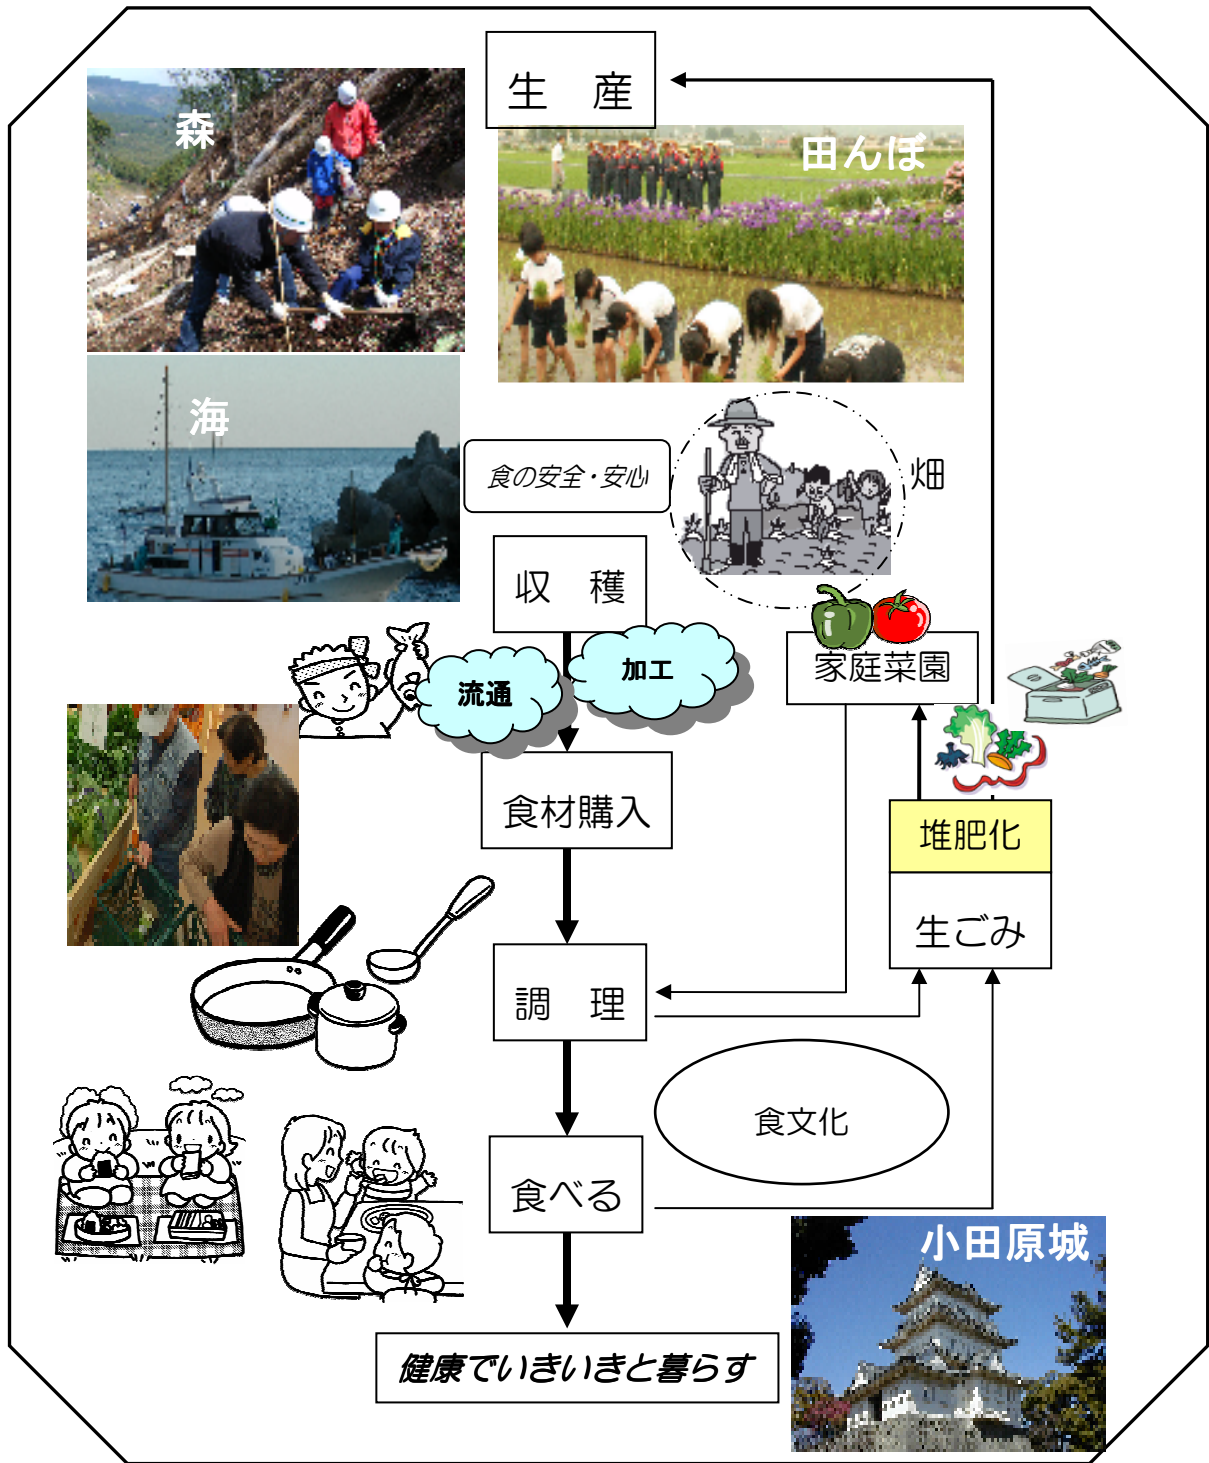 生　産
森
田んぼ
海
食の安全・安心
畑
収　穫
流通
加工
家庭菜園
食材購入
堆肥化
生ごみ
調　理
食文化
食べる
小田原城
健康でいきいきと暮らす